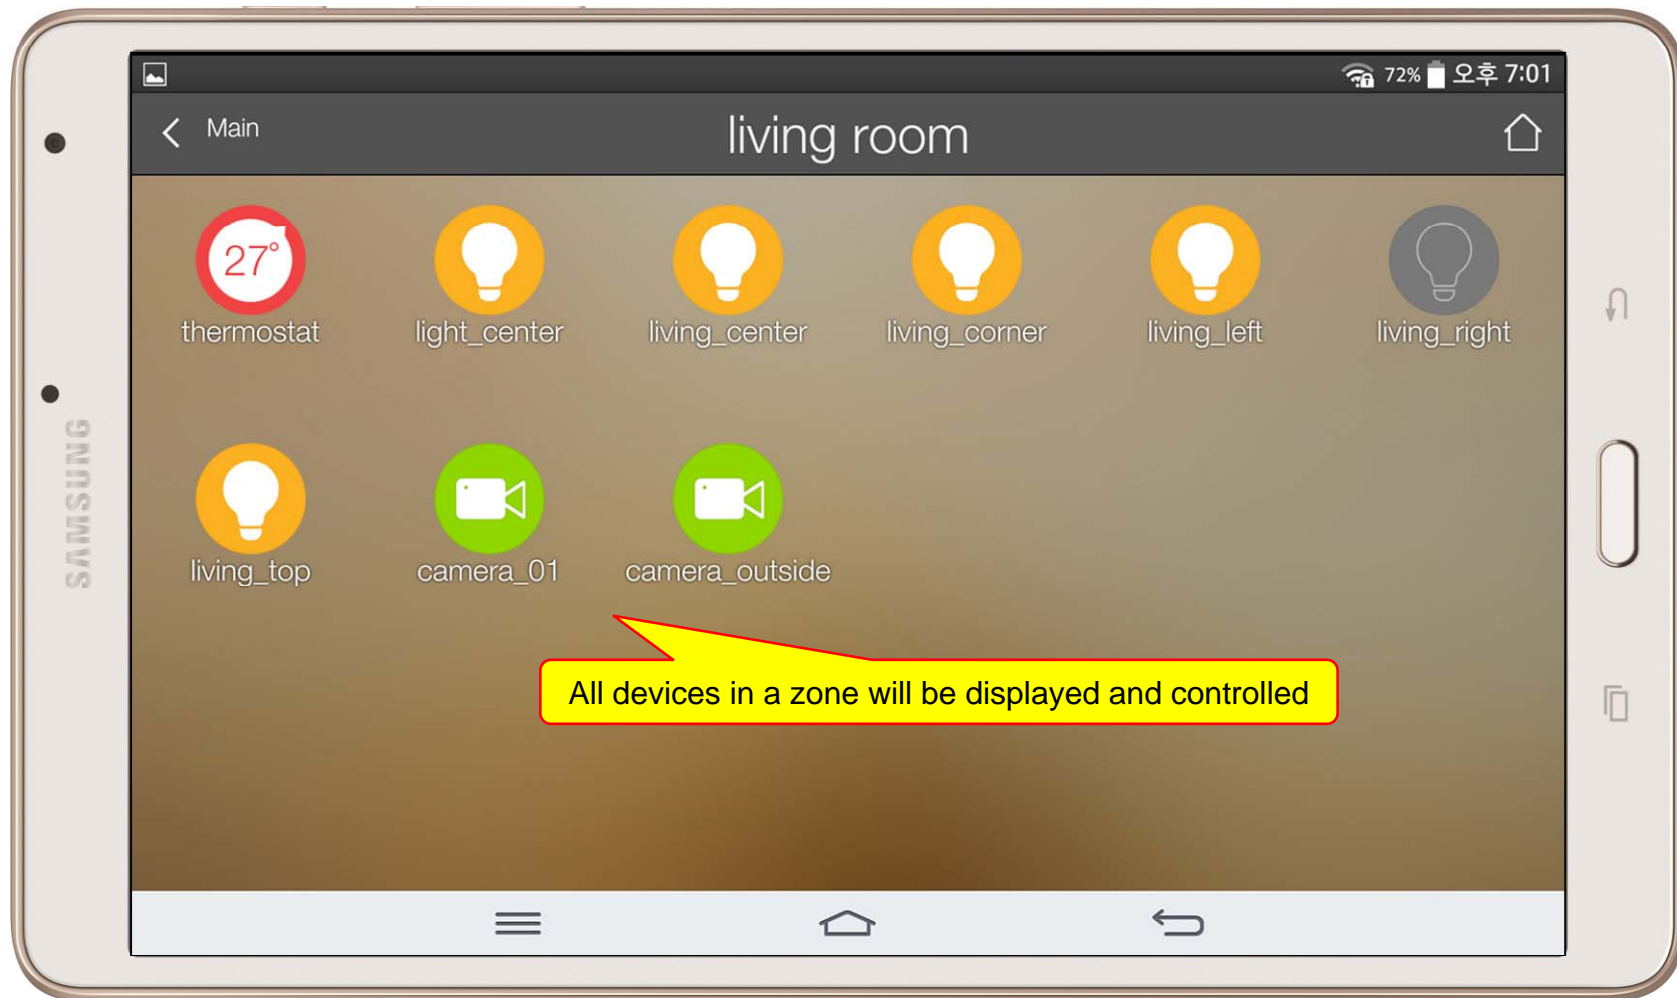 72% 오후 7:01
Main
living room
27°
thermostat
light_center
living_center
living_corner
living_left
living_right
living_top
camera_01
camera_outside
All devices in a zone will be displayed and controlled
SAMSUNG